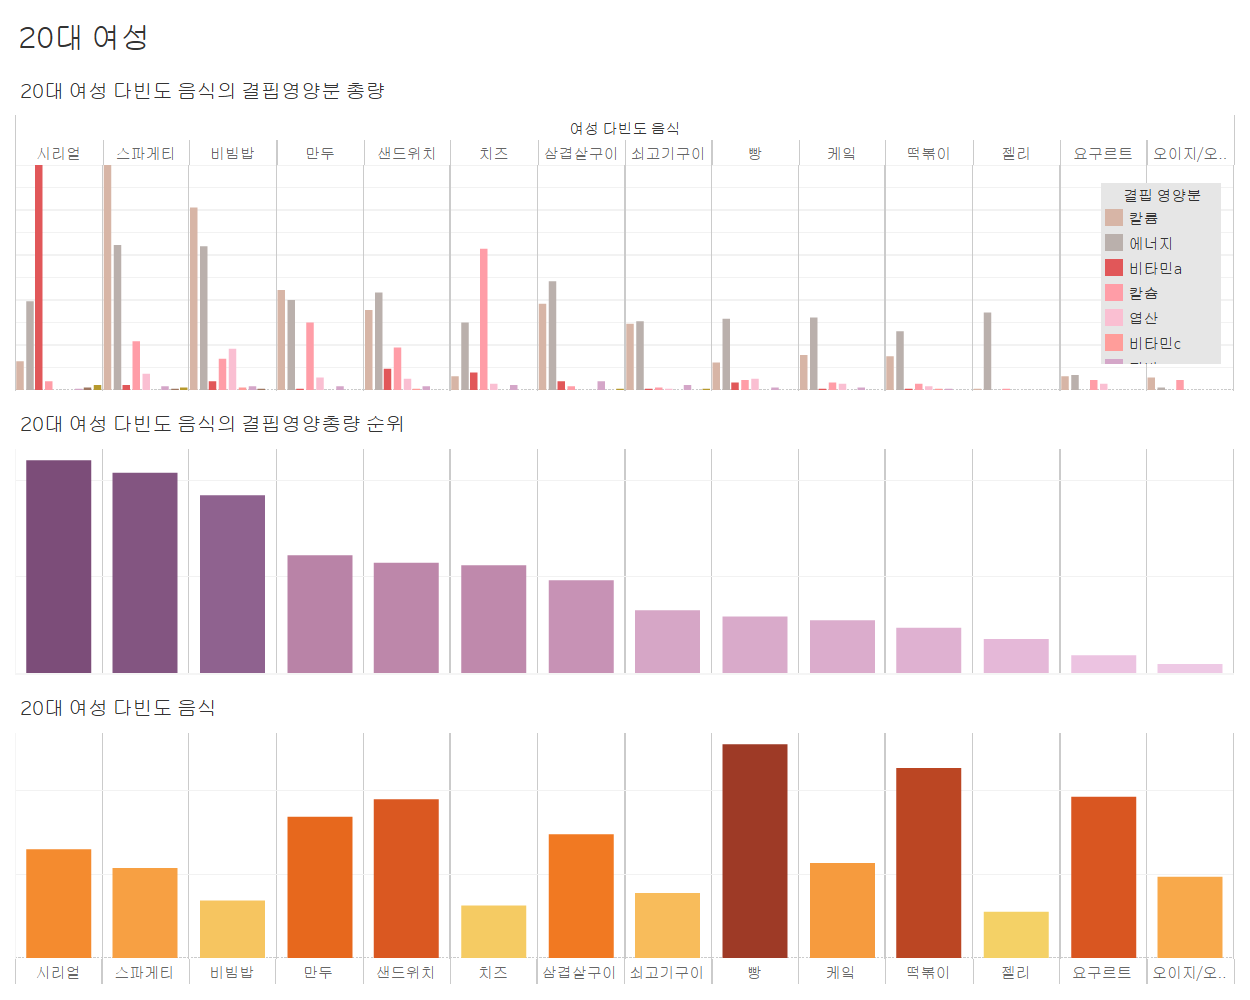 20대 여성
20대 여성 다빈도 음식의 결핍영양분 총량
여성 다빈도 음식
시리얼 스파게티 비빔밥 만두 샌드위치 치즈 삼겹살구이 쇠고기구이 빵 케잌 떡볶이 젤리 요구르트 오이지/오..
결핍 영양분
칼륨
에너지
비타민a
칼슘
엽산
비타민c
20대 여성 다빈도 음식의 결핍영양총량 순위
20대 여성 다빈도 음식
시리얼 스파게티 비빔밥 만두 샌드위치 치즈 삼겹살구이 쇠고기구이 빵 케잌 떡볶이 젤리 요구르트 오이지/오..